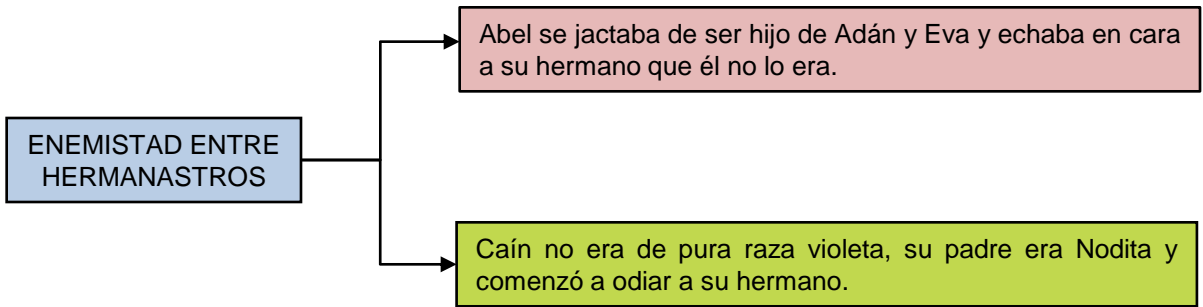 Abel se jactaba de ser hijo de Adán y Eva y echaba en cara
a su hermano que él no lo era.
ENEMISTAD ENTRE
HERMANASTROS
Caín no era de pura raza violeta, su padre era Nodita y
comenzó a odiar a su hermano.